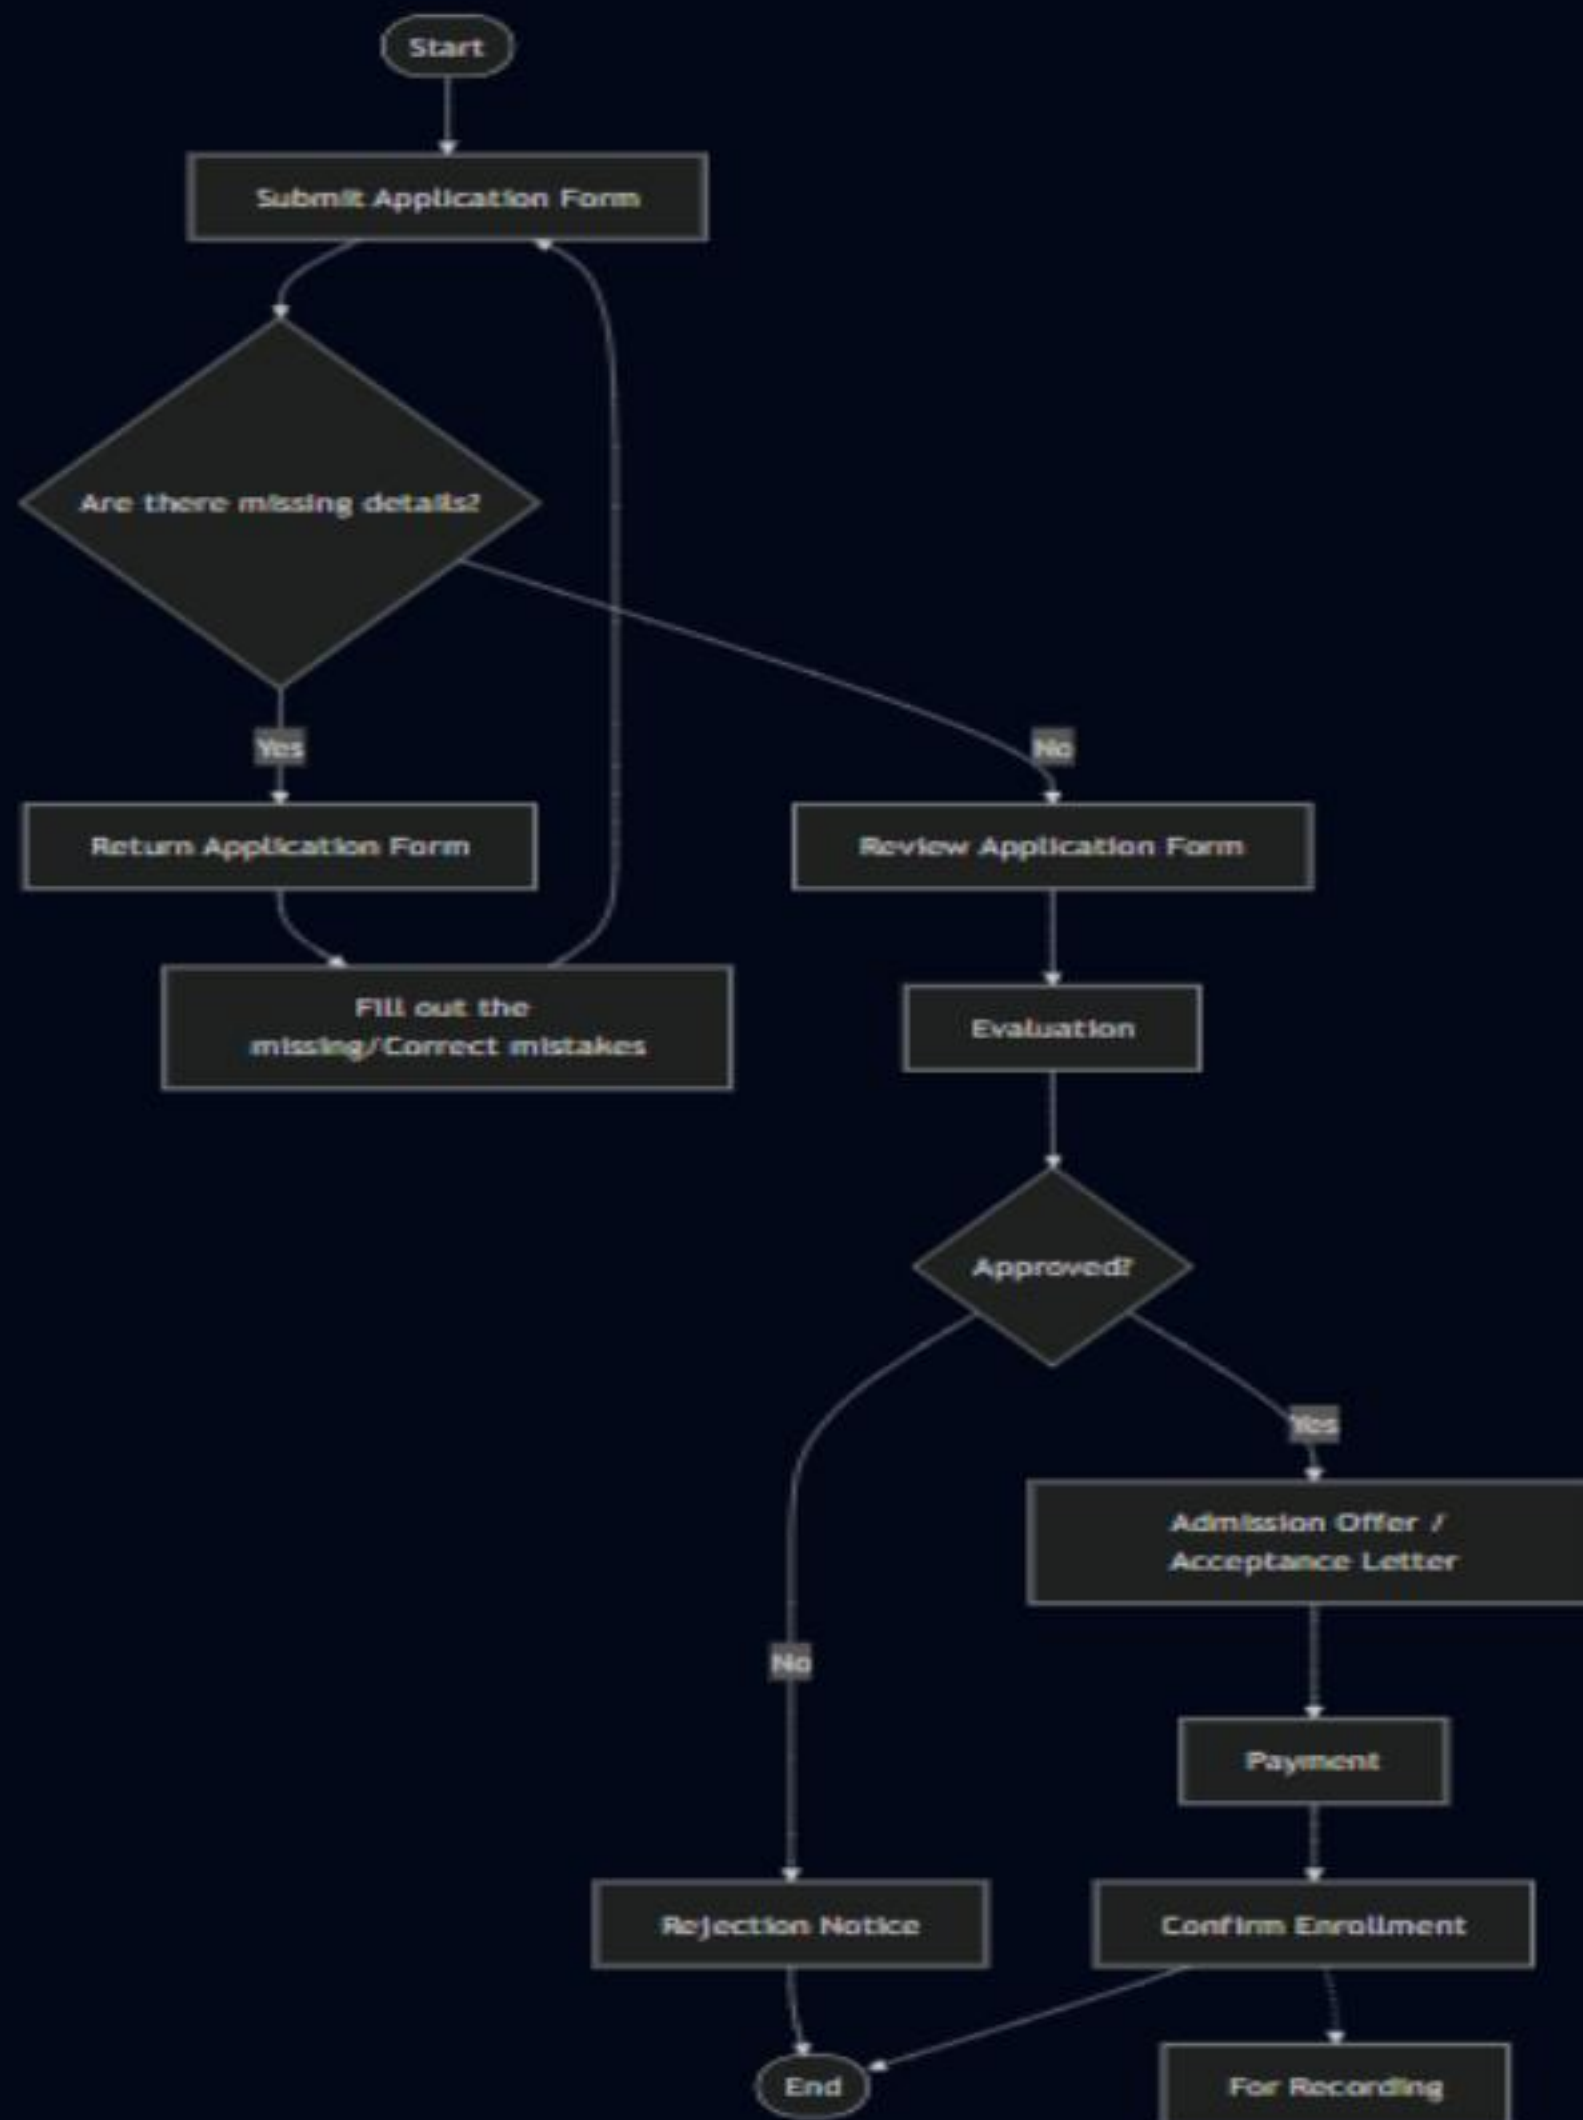 Start
Submit Application Form
Are there missing details?
Yes
No
Return Application Form
Review Application Form
Fill out the
missing/Correct mistakes
Evaluation
Approved?
Yes
Admission Offer /
Acceptance Letter
No
Payment
Rejection Notice
Confirm Enrollment
End
For Recording